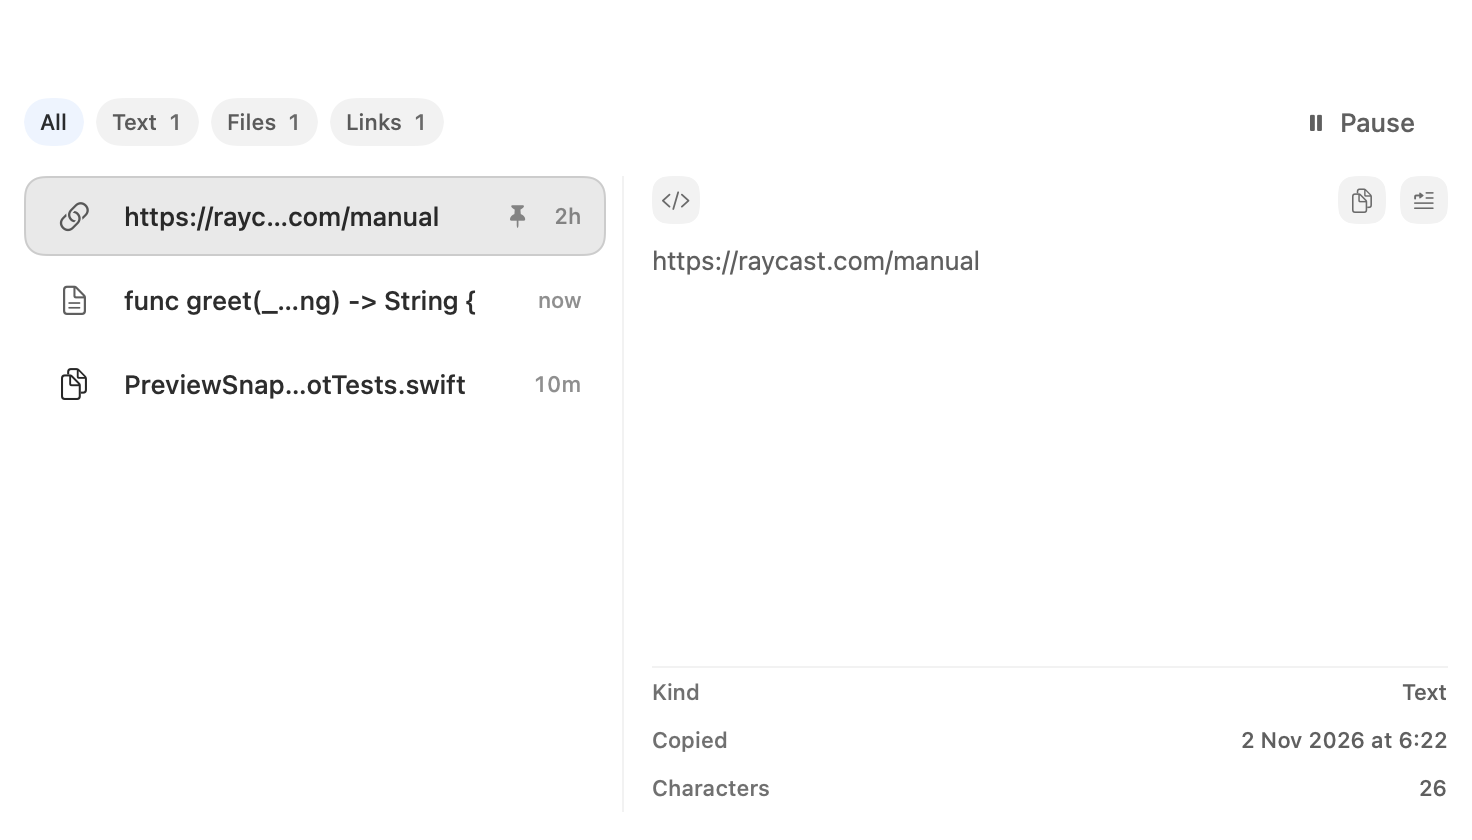 All Text 1 Files 1 Links 1 Pause
https://rayc...com/manual 2h
func greet(_...ng) -> String { now
PreviewSnap...otTests.swift 10m
</>
https://raycast.com/manual
Kind Text
Copied 2 Nov 2026 at 6:22
Characters 26